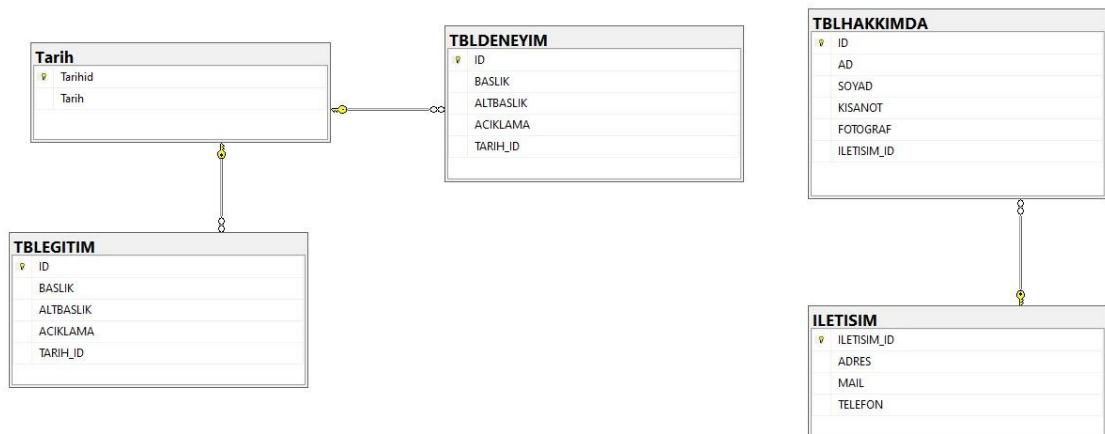 Tarih
Tarihid
Tarih
TBLDENEYIM
ID
BASLIK
ALTBASLIK
ACIKLAMA
TARIH_ID
TBLEGITIM
ID
BASLIK
ALTBASLIK
ACIKLAMA
TARIH_ID
TBLHAKKIMDA
ID
AD
SOYAD
KISANOT
FOTOGRAF
ILETISIM_ID
ILETISIM
ILETISIM_ID
ADRES
MAIL
TELEFON